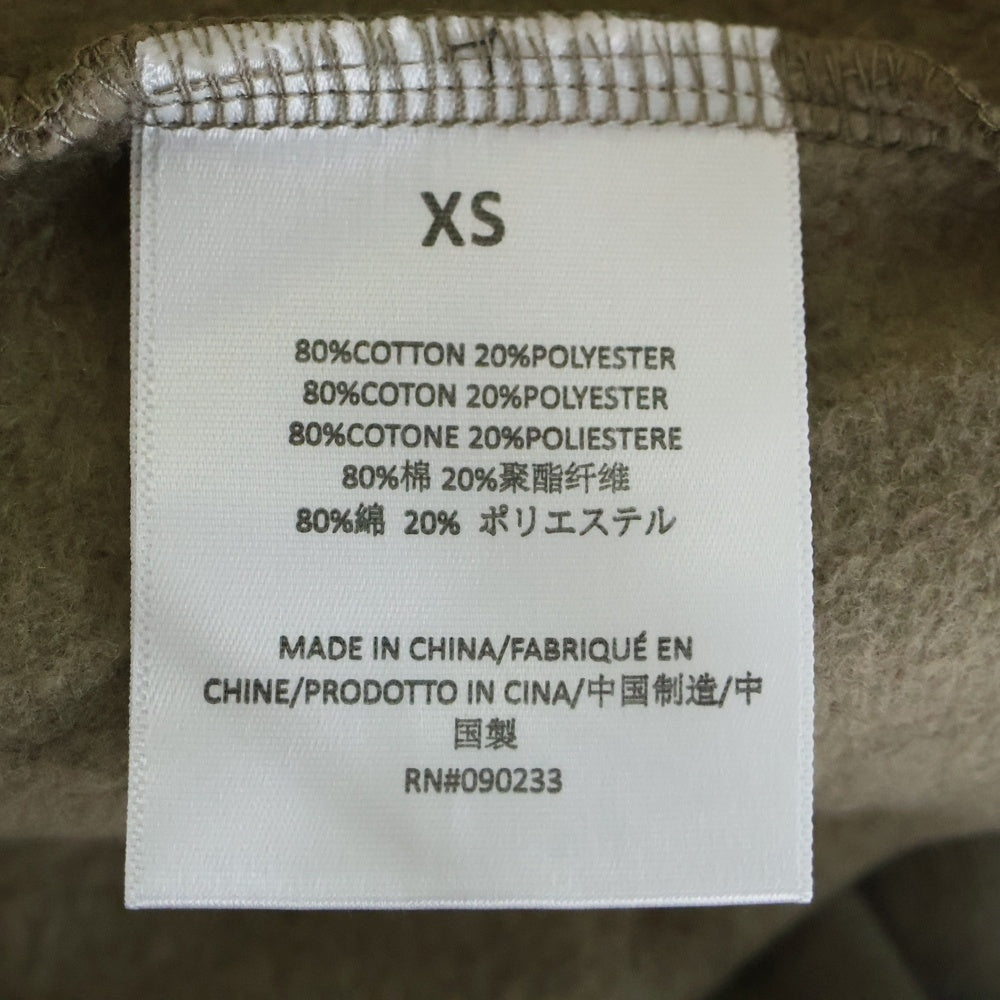 XS
80%COTTON 20%POLYESTER
80%COTON 20%POLYESTER
80%COTONE 20%POLIESTERE
80%棉 20%聚酯纤维
80%綿 20% ポリエステル
MADE IN CHINA/FABRIQUÉ EN
CHINE/PRODOTTO IN CINA/中国制造/中
国製
RN#090233